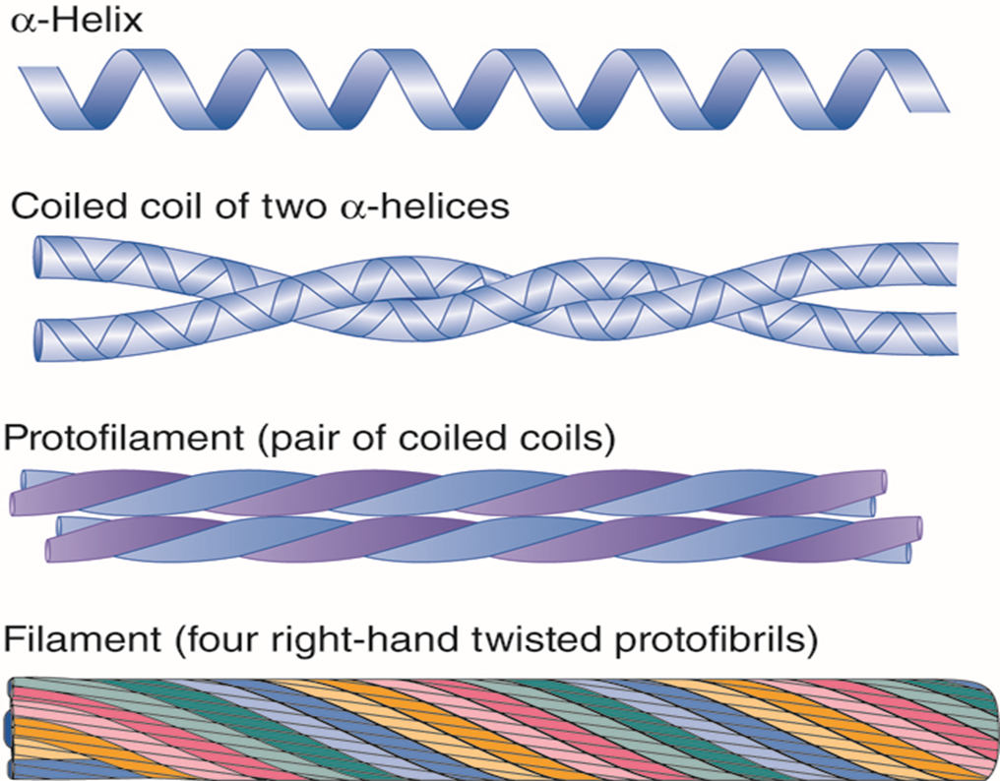 α-Helix
Coiled coil of two α-helices
Protofilament (pair of coiled coils)
Filament (four right-hand twisted protofibrils)